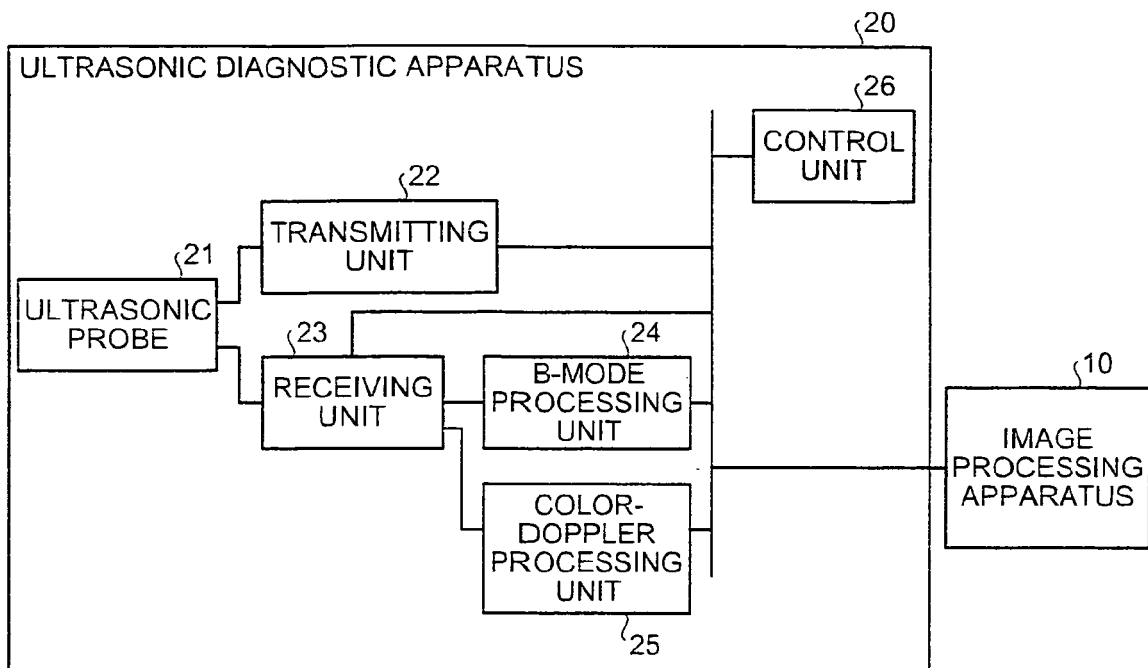 20
ULTRASONIC DIAGNOSTIC APPARATUS
26
CONTROL
UNIT
22
TRANSMITTING
UNIT
21
ULTRASONIC
PROBE
23
RECEIVING
UNIT
24
B-MODE
PROCESSING
UNIT
10
IMAGE
PROCESSING
APPARATUS
COLOR-
DOPPLER
PROCESSING
UNIT
25